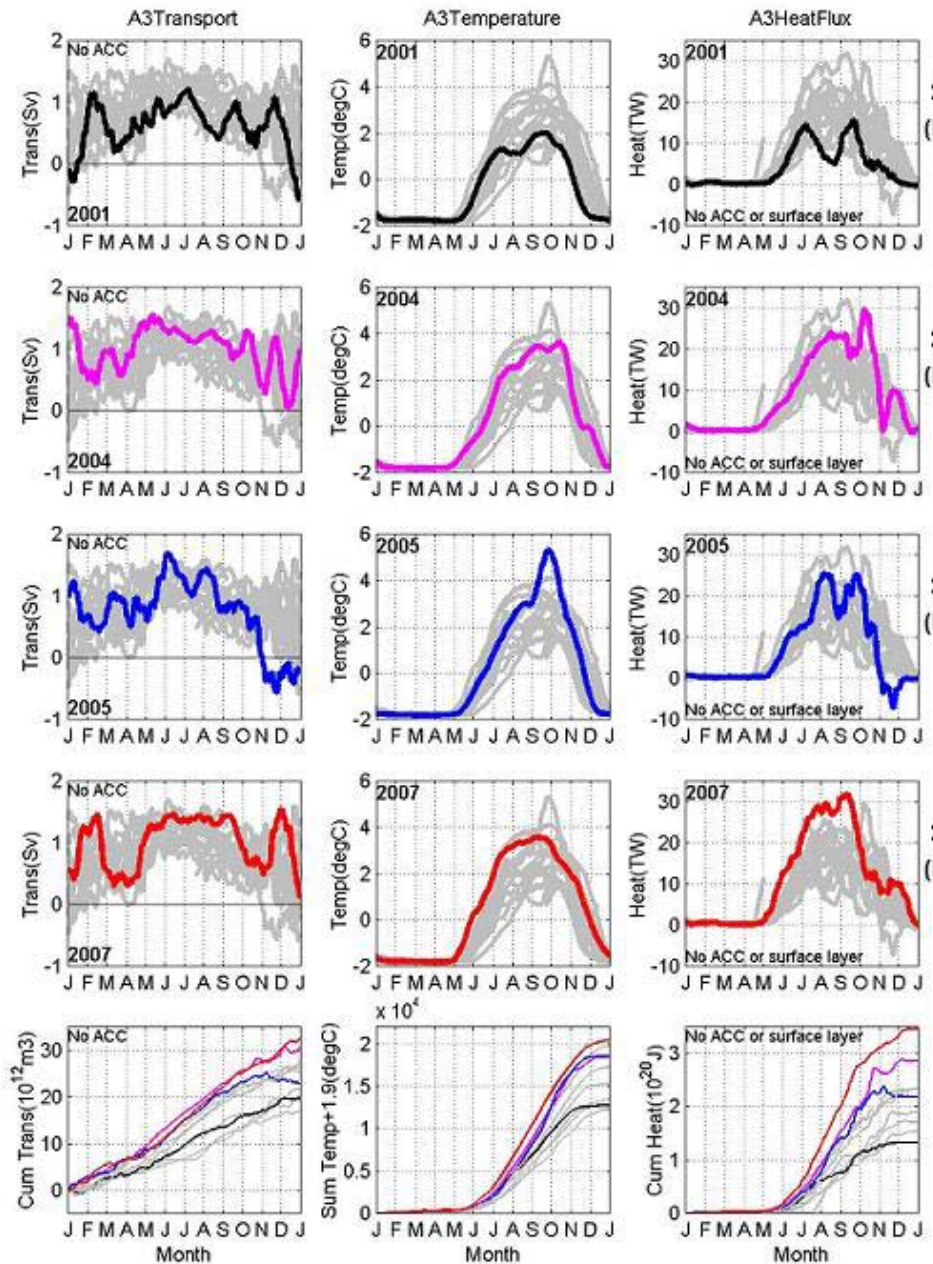 A3Transport A3Temperature A3HeatFlux
2 6
No ACC 2001 2001
30
1 4
Trans(Sv) Temp(degC) Heat(TW)
20
2
0 10
0 0
2001 No ACC or surface layer
-1 -2 -10
J F M A M J J A S O N D J J F M A M J J A S O N D J J F M A M J J A S O N D J
2 6
No ACC 2004 2004
30
1 4
Trans(Sv) Temp(degC) Heat(TW)
20
2
0 10
0 0
2004 No ACC or surface layer
-1 -2 -10
J F M A M J J A S O N D J J F M A M J J A S O N D J J F M A M J J A S O N D J
2 6
No ACC 2005 2005
30
1 4
Trans(Sv) Temp(degC) Heat(TW)
20
2
0 10
0 0
2005 No ACC or surface layer
-1 -2 -10
J F M A M J J A S O N D J J F M A M J J A S O N D J J F M A M J J A S O N D J
2 6
No ACC 2007 2007
30
1 4
Trans(Sv) Temp(degC) Heat(TW)
20
2
0 10
0 0
2007 No ACC or surface layer
-1 -2 -10
J F M A M J J A S O N D J J F M A M J J A S O N D J J F M A M J J A S O N D J
x 10^4
No ACC No ACC or surface layer
30 2 3
20 1.5 2
Cum Trans(10^12m3) Sum Temp+1.9(degC) Cum Heat(10^20J)
10 1 1
0.5
0 0 0
J F M A M J J A S O N D J J F M A M J J A S O N D J J F M A M J J A S O N D J
Month Month Month